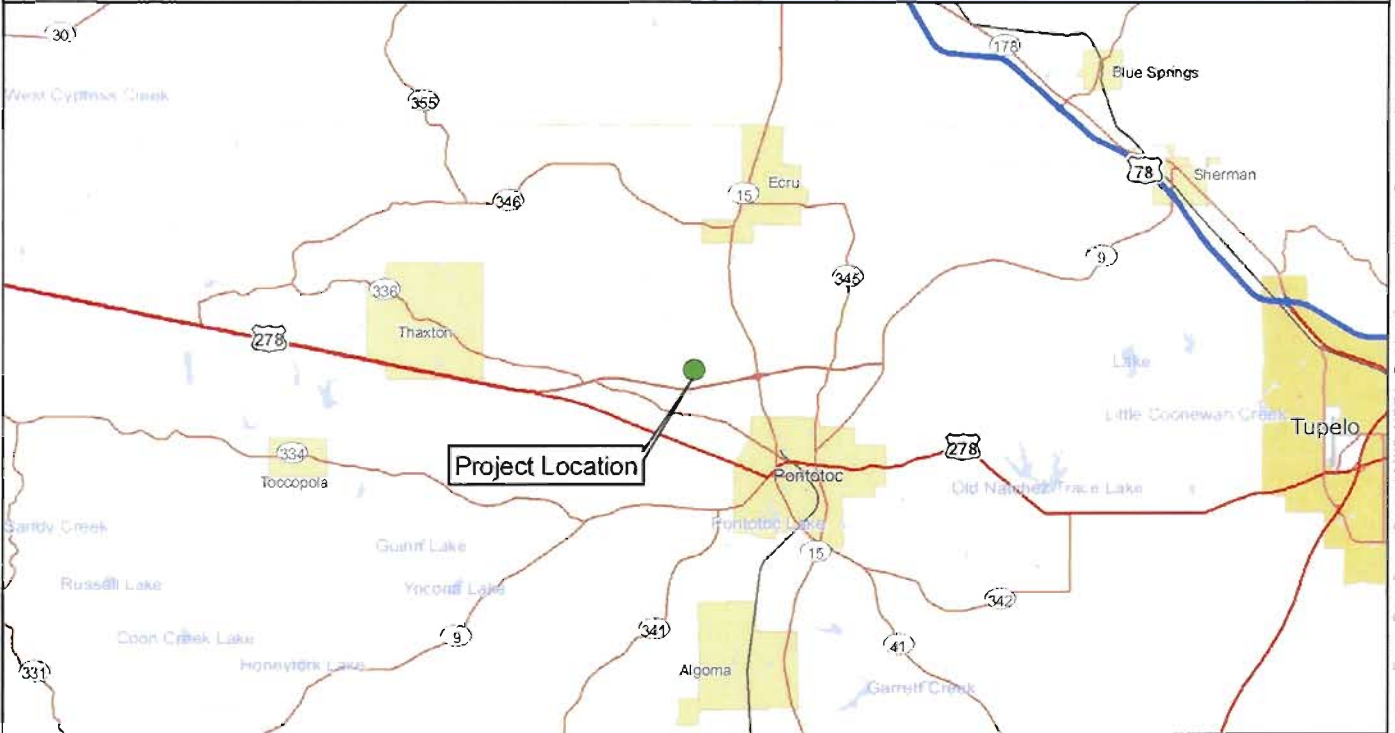 30
178
Blue Springs
West Cypress Creek
355
78
Sherman
Ecru
15
346
9
345
336
278
Thaxton
Lake
Little Coonewah Creek
Tupelo
278
334
Project Location
Pontotoc
Toccopola
Old Natchez Trace Lake
Sandy Creek
Pontotoc Lake
Guinn Lake
15
Russell Lake
Yocona Lake
342
341
9
Coon Creek Lake
41
Honeyfork Lake
331
Algoma
Garrett Creek